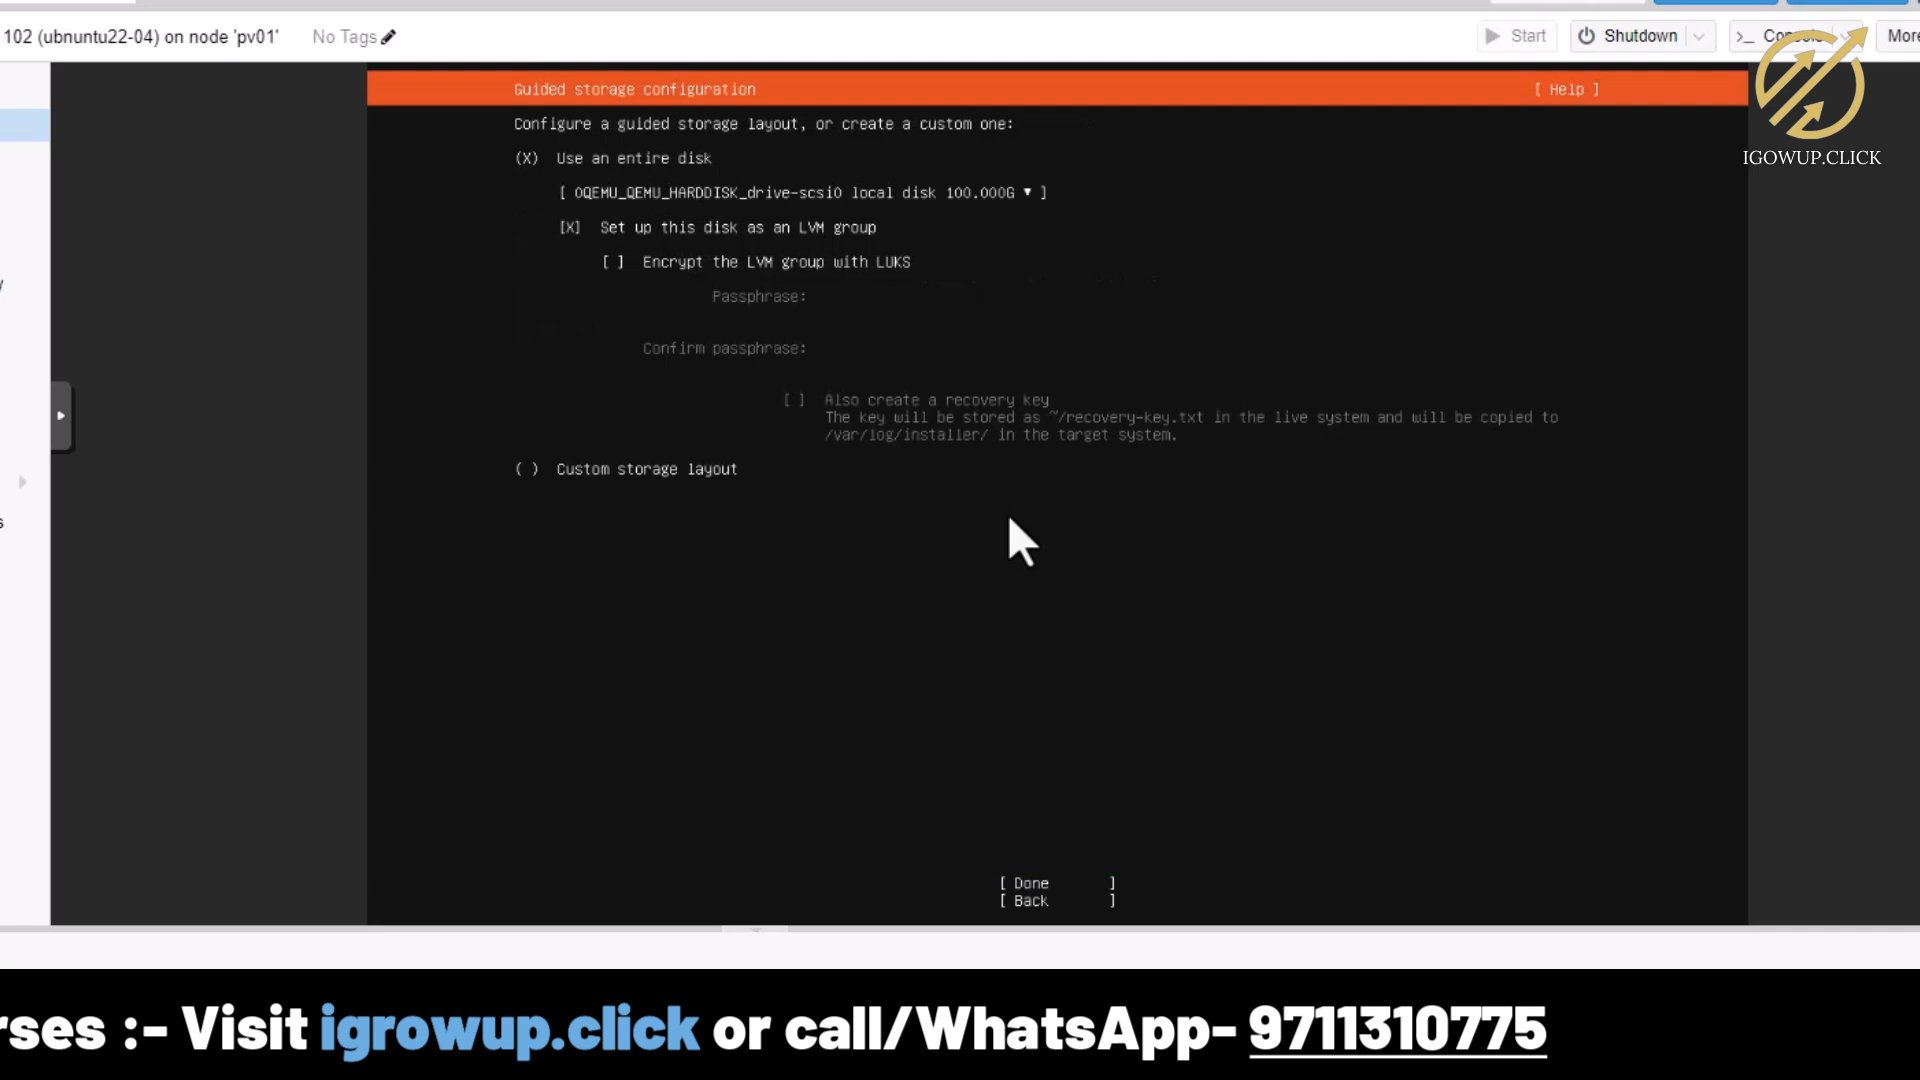 102 (ubnuntu22-04) on node 'pv01'
No Tags
Start
Shutdown
More
IGOWUP.CLICK
Guided storage configuration
[ Help ]
Configure a guided storage layout, or create a custom one:
(X) Use an entire disk
[ 0QEMU_QEMU_HARDDISK_drive-scsi0 local disk 100.000G ▾ ]
[X] Set up this disk as an LVM group
[ ] Encrypt the LVM group with LUKS
Passphrase:
Confirm passphrase:
[ ] Also create a recovery key
The key will be stored as ~/recovery-key.txt in the live system and will be copied to
/var/log/installer/ in the target system.
( ) Custom storage layout
[ Done ]
[ Back ]
rses :- Visit igrowup.click or call/WhatsApp- 9711310775